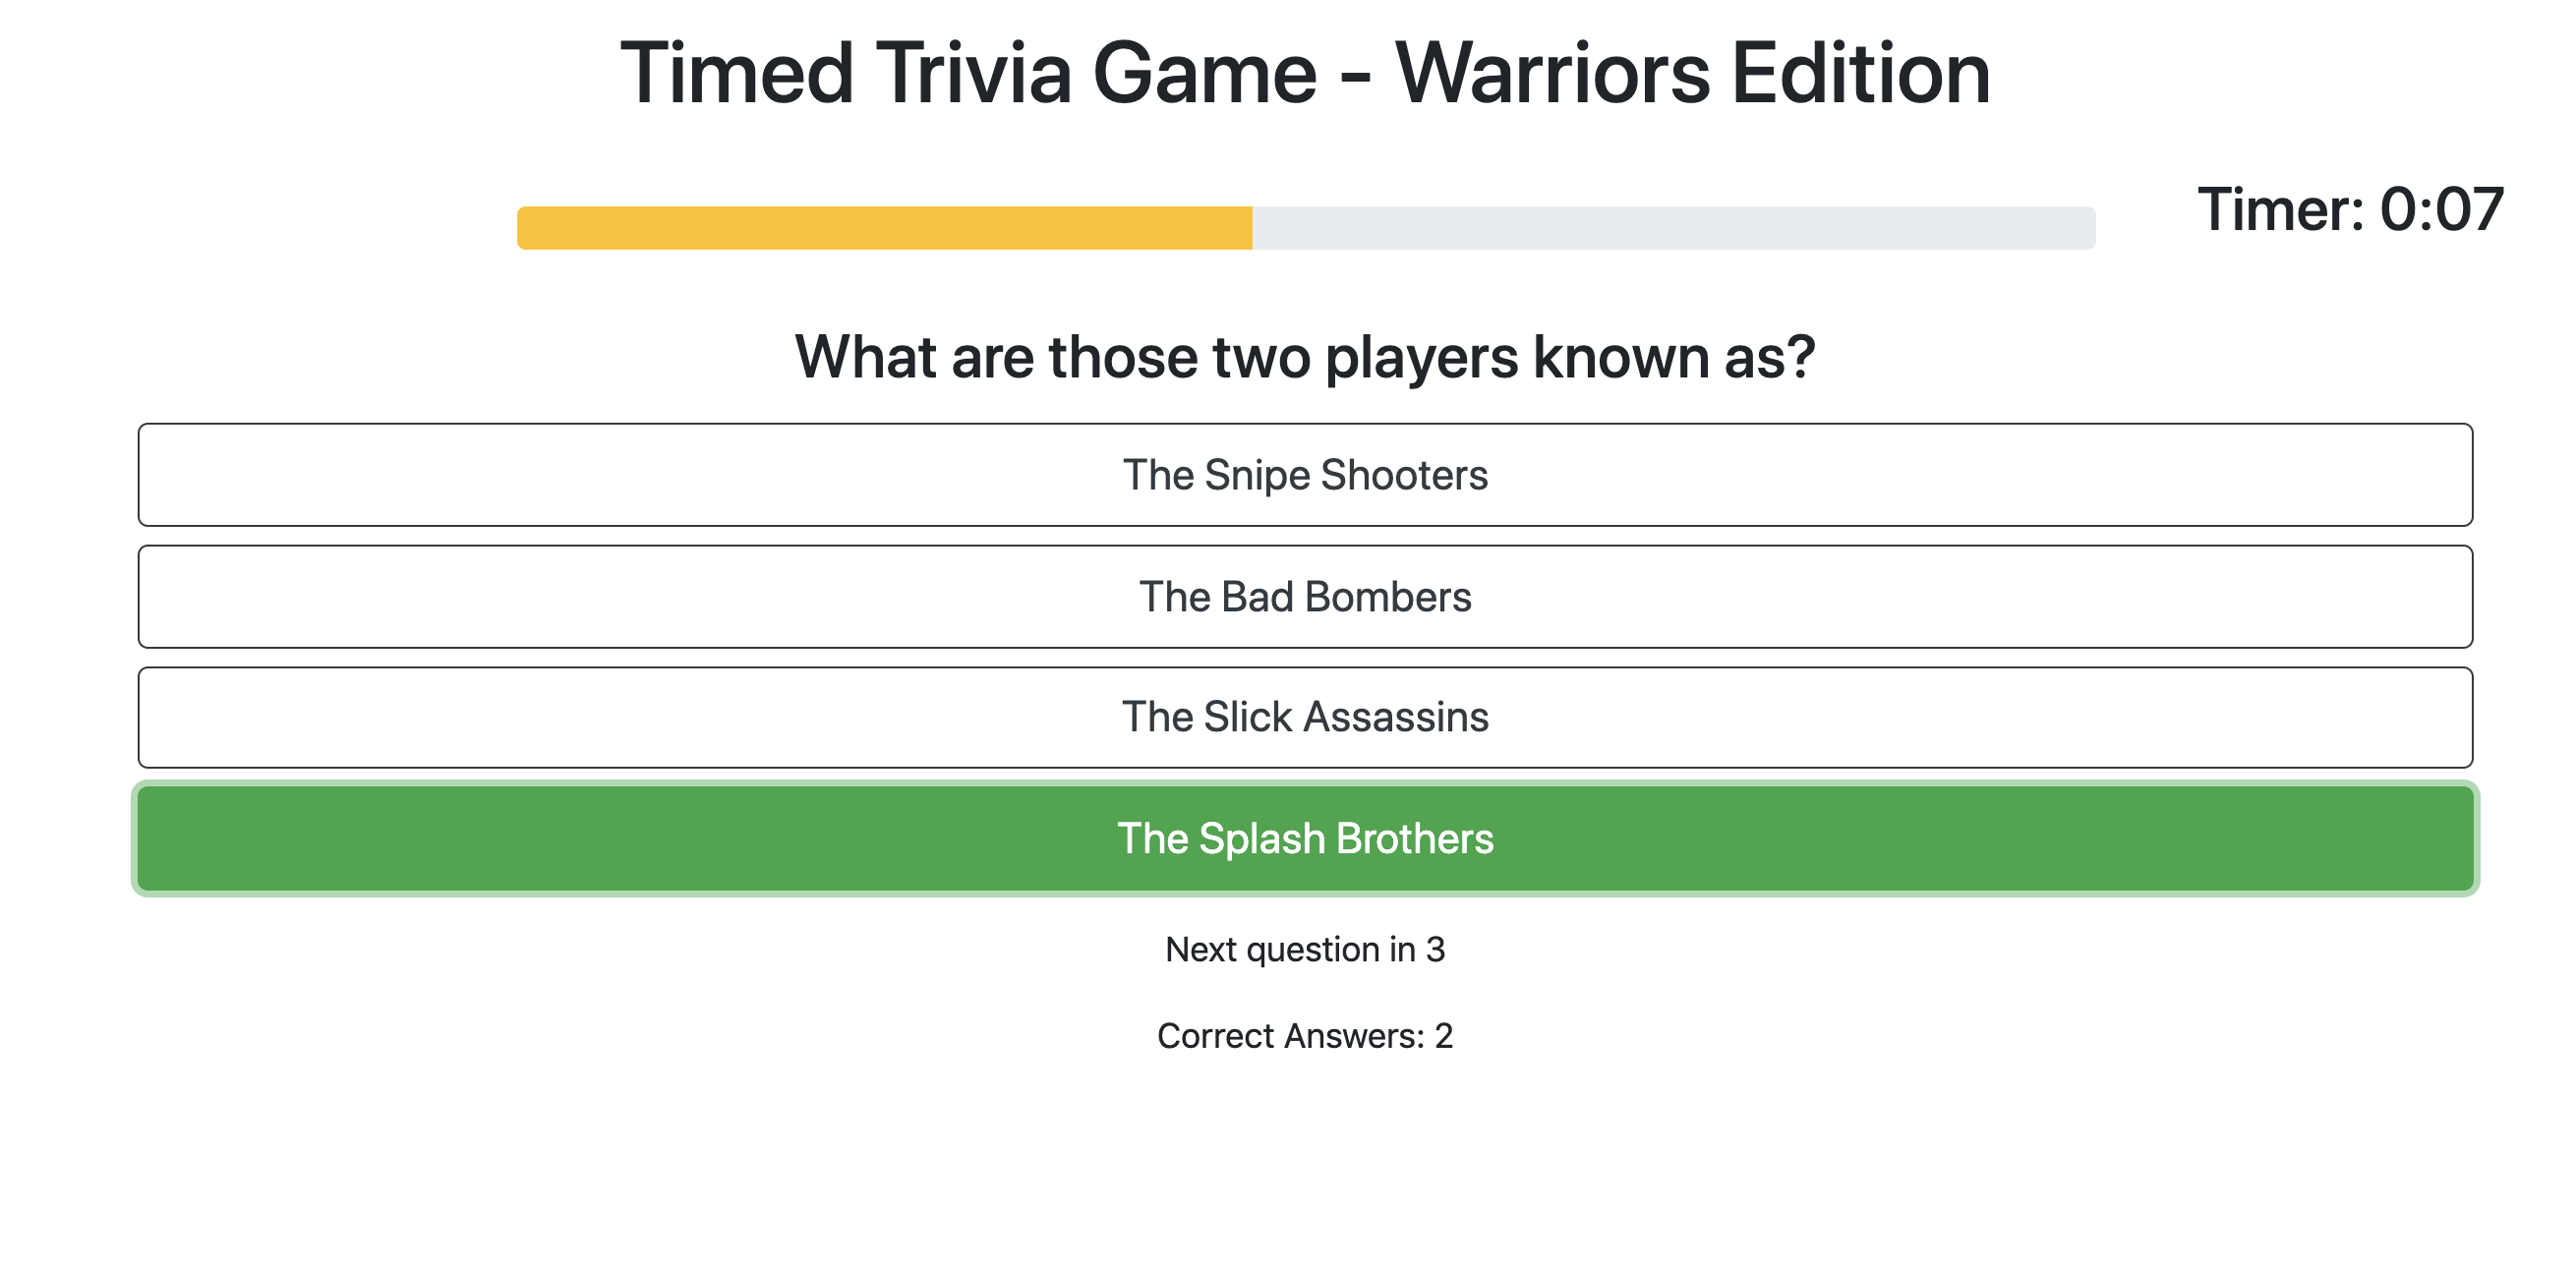 Timed Trivia Game - Warriors Edition
Timer: 0:07
What are those two players known as?
The Snipe Shooters
The Bad Bombers
The Slick Assassins
The Splash Brothers
Next question in 3
Correct Answers: 2